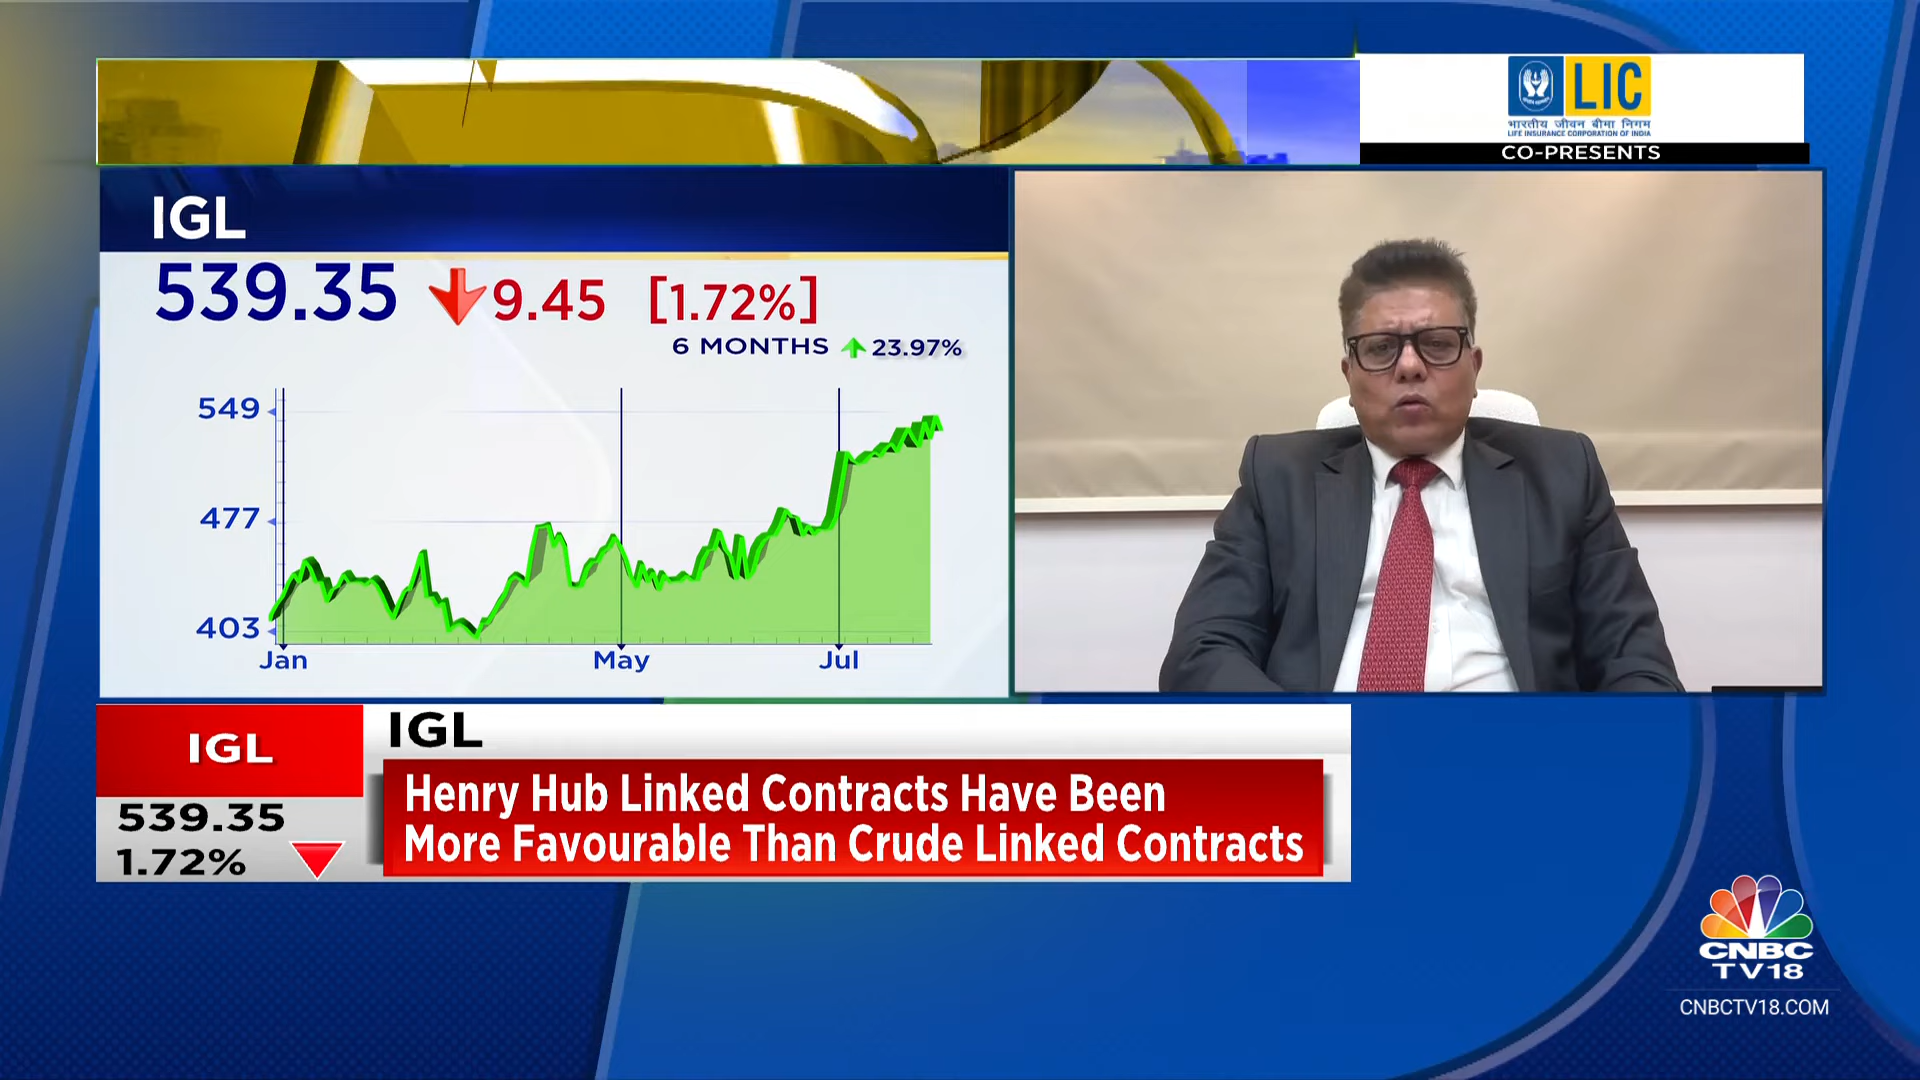 LIC
भारतीय जीवन बीमा निगम
LIFE INSURANCE CORPORATION OF INDIA
CO-PRESENTS
IGL
539.35 9.45 [1.72%]
6 MONTHS 23.97%
549
477
403
Jan May Jul
IGL
539.35
1.72%
IGL
Henry Hub Linked Contracts Have Been
More Favourable Than Crude Linked Contracts
CNBC
TV18
CNBCTV18.COM